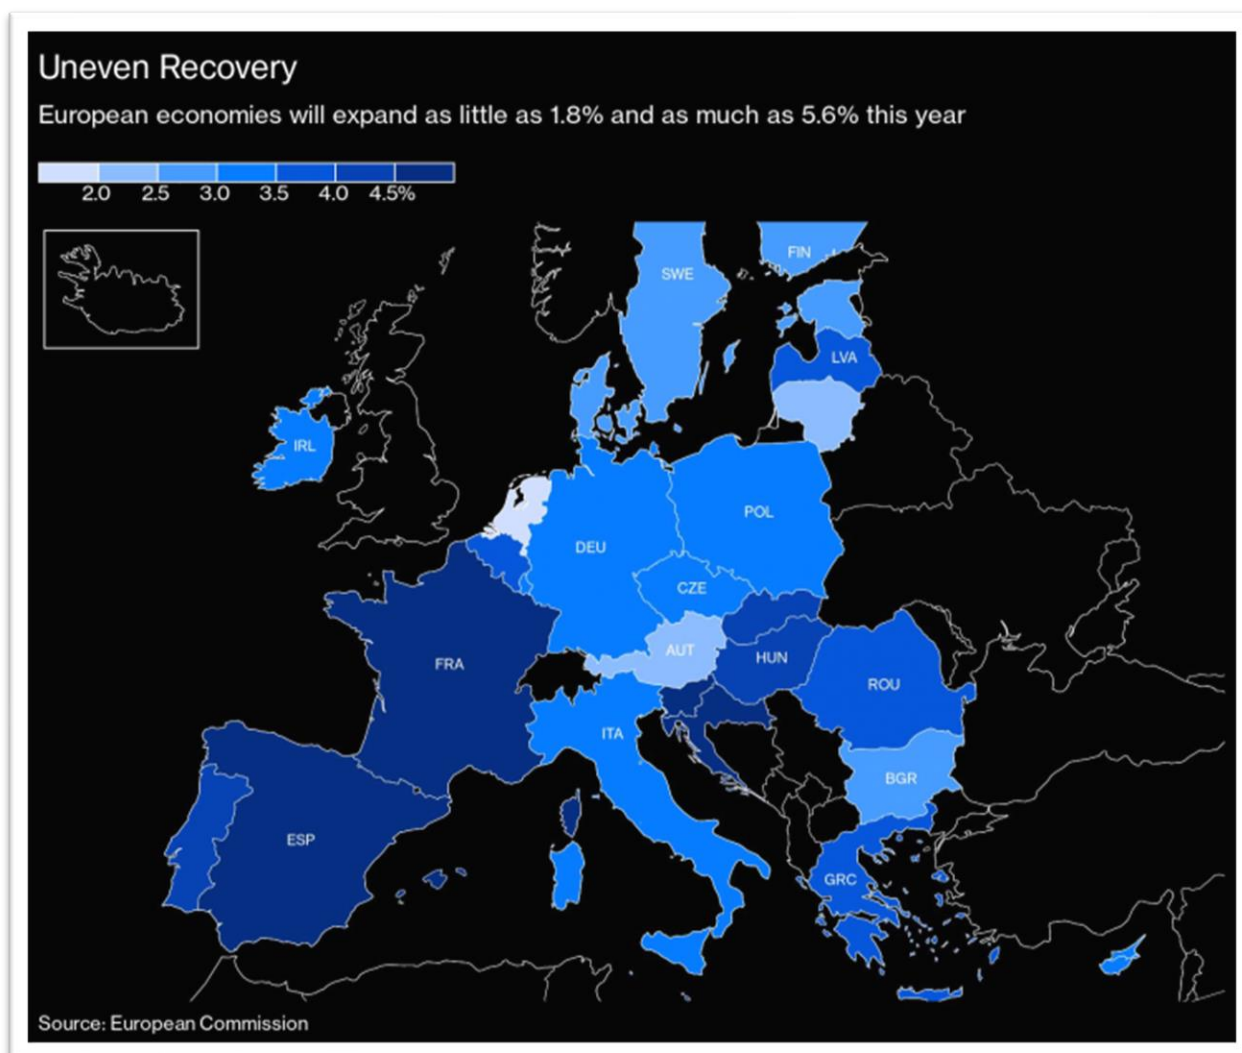 Uneven Recovery
European economies will expand as little as 1.8% and as much as 5.6% this year
2.0 2.5 3.0 3.5 4.0 4.5%
FIN
SWE
LVA
IRL
POL
DEU
CZE
AUT
HUN
FRA
ROU
ITA
BGR
ESP
GRC
Source: European Commission